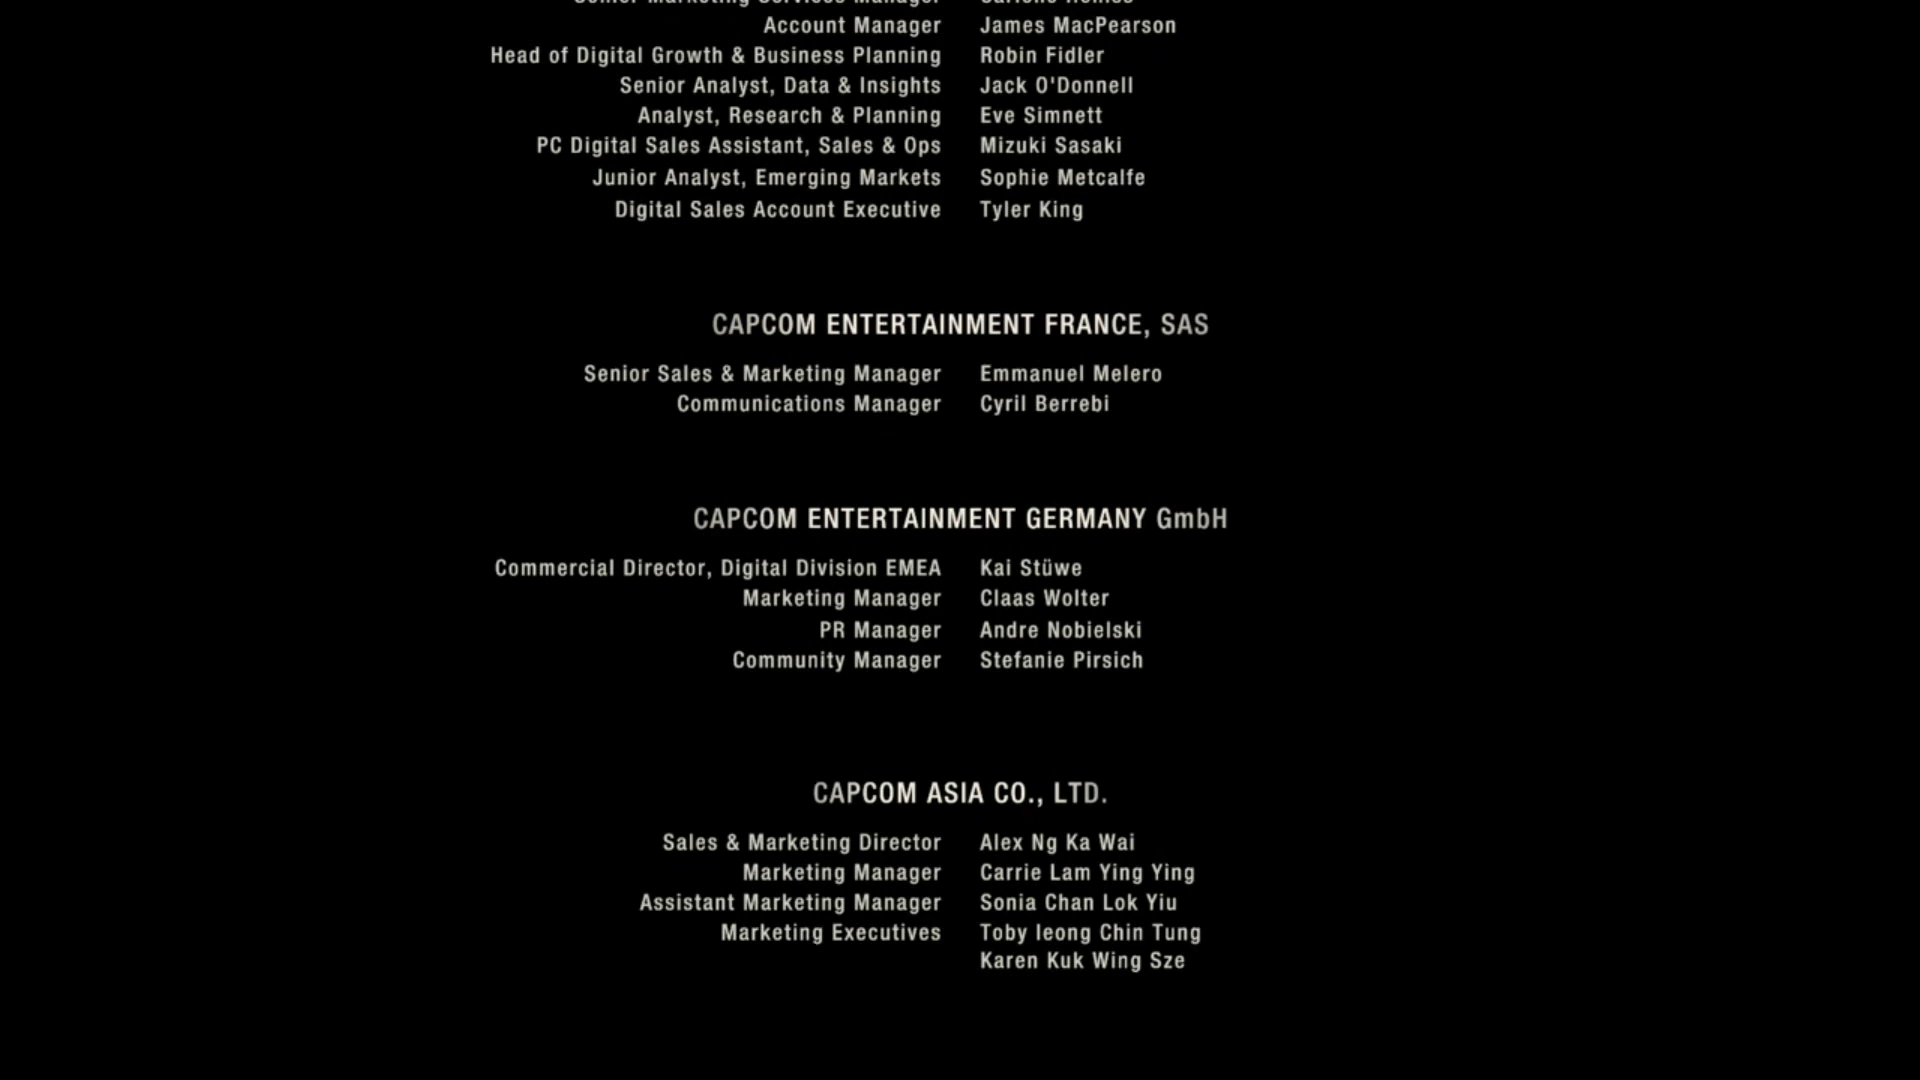 Senior Marketing Services Manager
Account Manager James MacPearson
Head of Digital Growth & Business Planning Robin Fidler
Senior Analyst, Data & Insights Jack O'Donnell
Analyst, Research & Planning Eve Simnett
PC Digital Sales Assistant, Sales & Ops Mizuki Sasaki
Junior Analyst, Emerging Markets Sophie Metcalfe
Digital Sales Account Executive Tyler King
CAPCOM ENTERTAINMENT FRANCE, SAS
Senior Sales & Marketing Manager Emmanuel Melero
Communications Manager Cyril Berrebi
CAPCOM ENTERTAINMENT GERMANY GmbH
Commercial Director, Digital Division EMEA Kai Stüwe
Marketing Manager Claas Wolter
PR Manager Andre Nobielski
Community Manager Stefanie Pirsich
CAPCOM ASIA CO., LTD.
Sales & Marketing Director Alex Ng Ka Wai
Marketing Manager Carrie Lam Ying Ying
Assistant Marketing Manager Sonia Chan Lok Yiu
Marketing Executives Toby Ieong Chin Tung
Karen Kuk Wing Sze